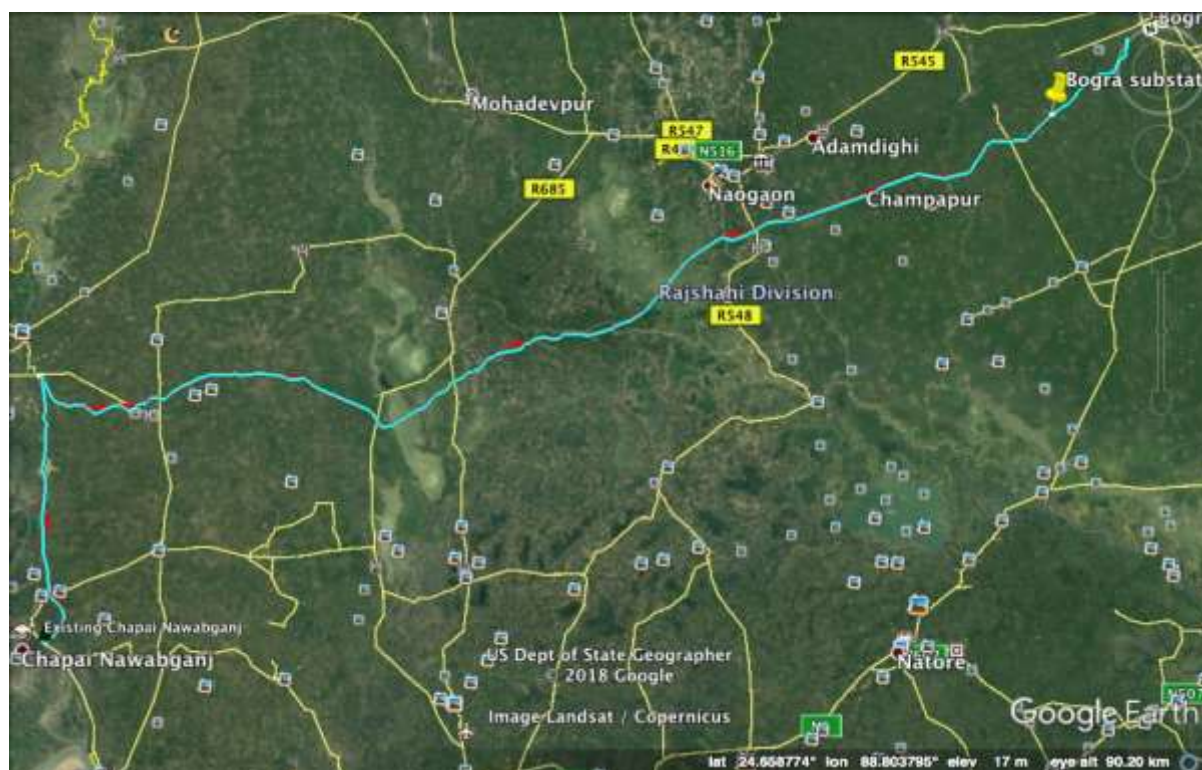 Bogr
Bogra substat
R545
Mohadevpur
R547
N516
Adamdighi
R685
Naogaon
Champapur
Rajshahi Division
R548
Existing Chapai Nawabganj
Chapai Nawabganj
US Dept of State Geographer
© 2018 Google
Natore
Image Landsat / Copernicus
Google Earth
lat 24.658774° lon 88.803795° elev 17 m eye alt 90.20 km